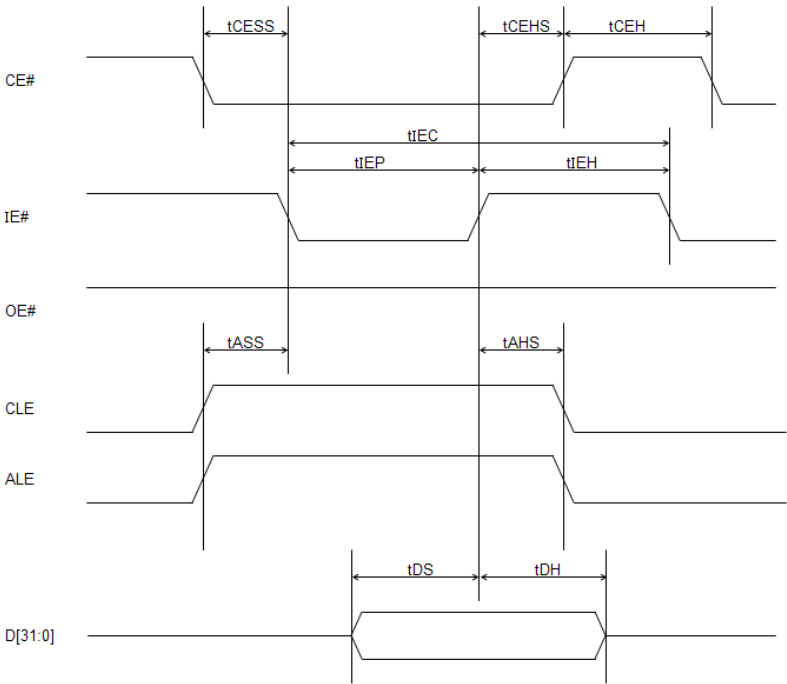 tCESS tCEHS tCEH
CE#
tIEC
tIEP tIEH
IE#
OE#
tASS tAHS
CLE
ALE
tDS tDH
D[31:0]